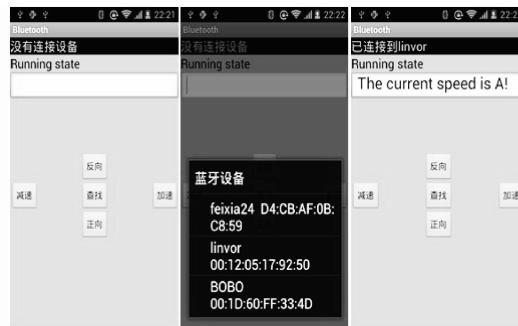 22:21
Bluetooth
没有连接设备
Running state
反向
减速
查找
加速
正向
22:22
Bluetooth
没有连接设备
Running state
蓝牙设备
feixia24 D4:CB:AF:0B:
C8:59
linvor
00:12:05:17:92:50
BOBO
00:1D:60:FF:33:4D
22:22
Bluetooth
已连接到linvor
Running state
The current speed is A!
反向
减速
查找
加速
正向